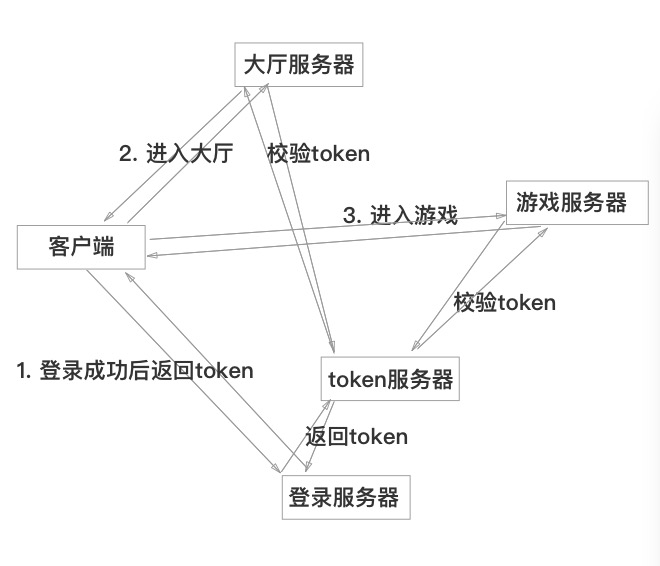 大厅服务器
2. 进入大厅
校验token
游戏服务器
3. 进入游戏
客户端
校验token
1. 登录成功后返回token
token服务器
返回token
登录服务器